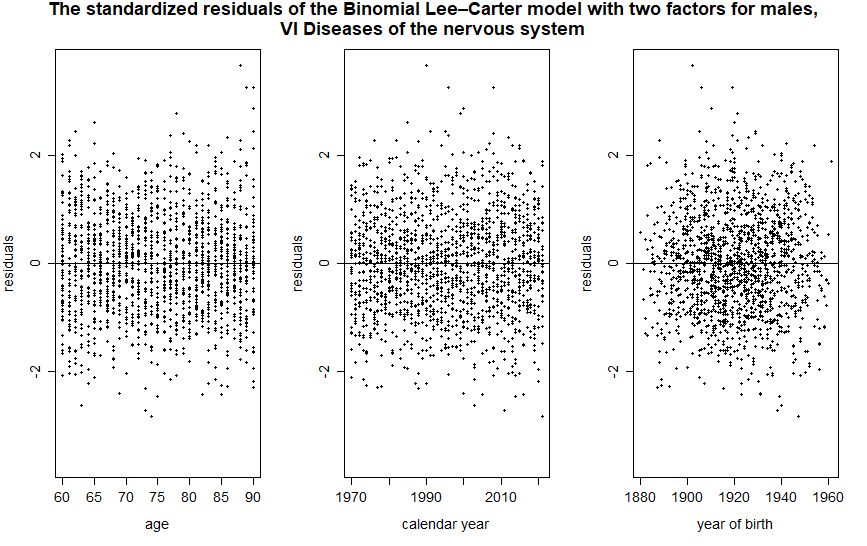 The standardized residuals of the Binomial Lee–Carter model with two factors for males,
VI Diseases of the nervous system
residuals
2
0
-2
60 65 70 75 80 85 90
age
residuals
2
0
-2
1970 1990 2010
calendar year
residuals
2
0
-2
1880 1900 1920 1940 1960
year of birth